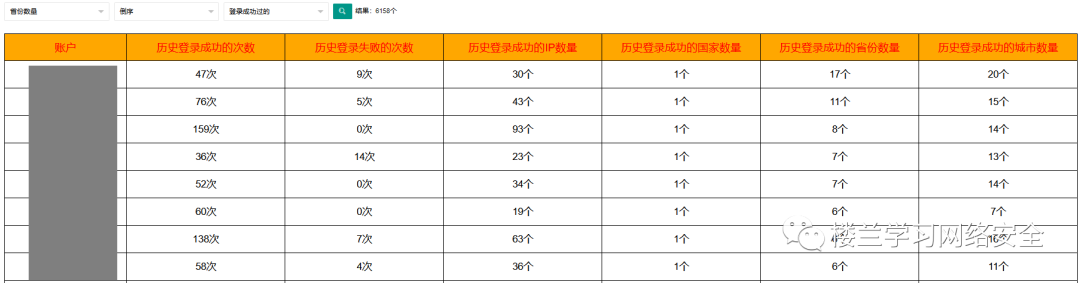 省份数量 倒序 登录成功过的 结果：6158个
账户 历史登录成功的次数 历史登录失败的次数 历史登录成功的IP数量 历史登录成功的国家数量 历史登录成功的省份数量 历史登录成功的城市数量
47次 9次 30个 1个 17个 20个
76次 5次 43个 1个 11个 15个
159次 0次 93个 1个 8个 14个
36次 14次 23个 1个 7个 13个
52次 0次 34个 1个 7个 14个
60次 0次 19个 1个 6个 7个
138次 7次 63个 1个
楼兰学习网络安全
58次 4次 36个 1个 6个 11个